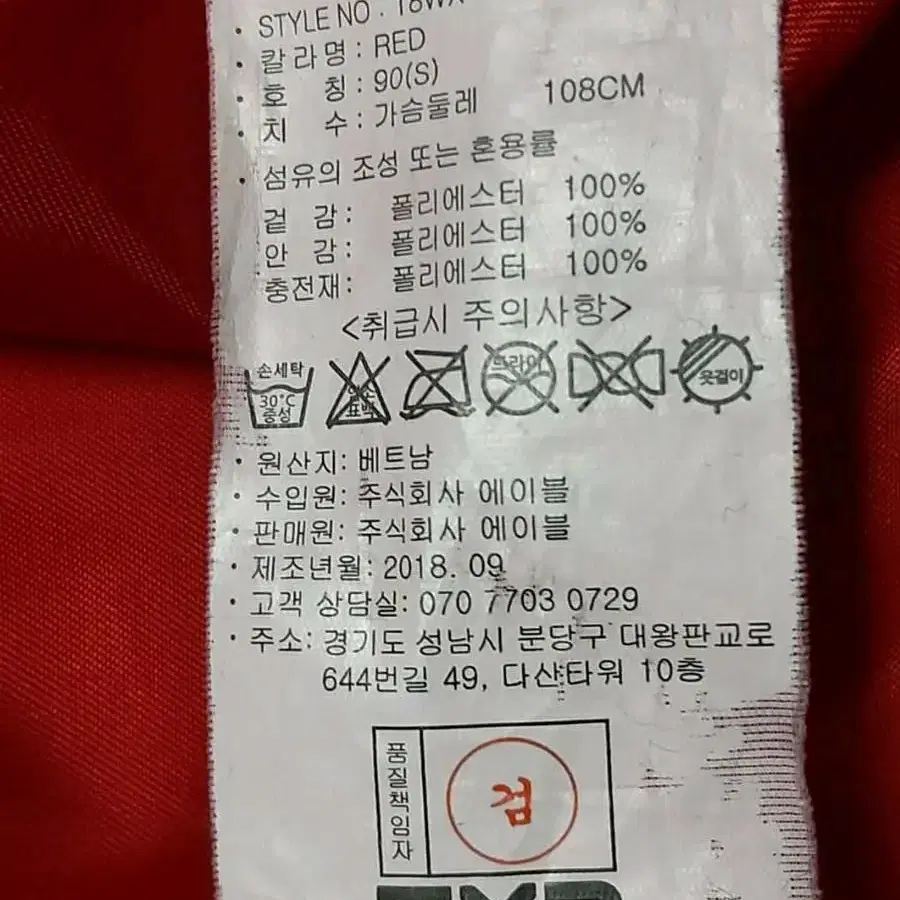 · STYLE NO : 18WX
· 칼라명 : RED
· 호 칭 : 90(S)
· 치 수 : 가슴둘레 108CM
· 섬유의 조성 또는 혼용률
겉 감 : 폴리에스터 100%
안 감 : 폴리에스터 100%
충전재: 폴리에스터 100%
<취급시 주의사항>
손세탁 30℃ 중성 표백 드라이 옷걸이
· 원산지: 베트남
· 수입원: 주식회사 에이블
· 판매원: 주식회사 에이블
· 제조년월: 2018. 09
· 고객 상담실: 070 7703 0729
· 주소: 경기도 성남시 분당구 대왕판교로
644번길 49, 다산타워 10층
품질책임자 검